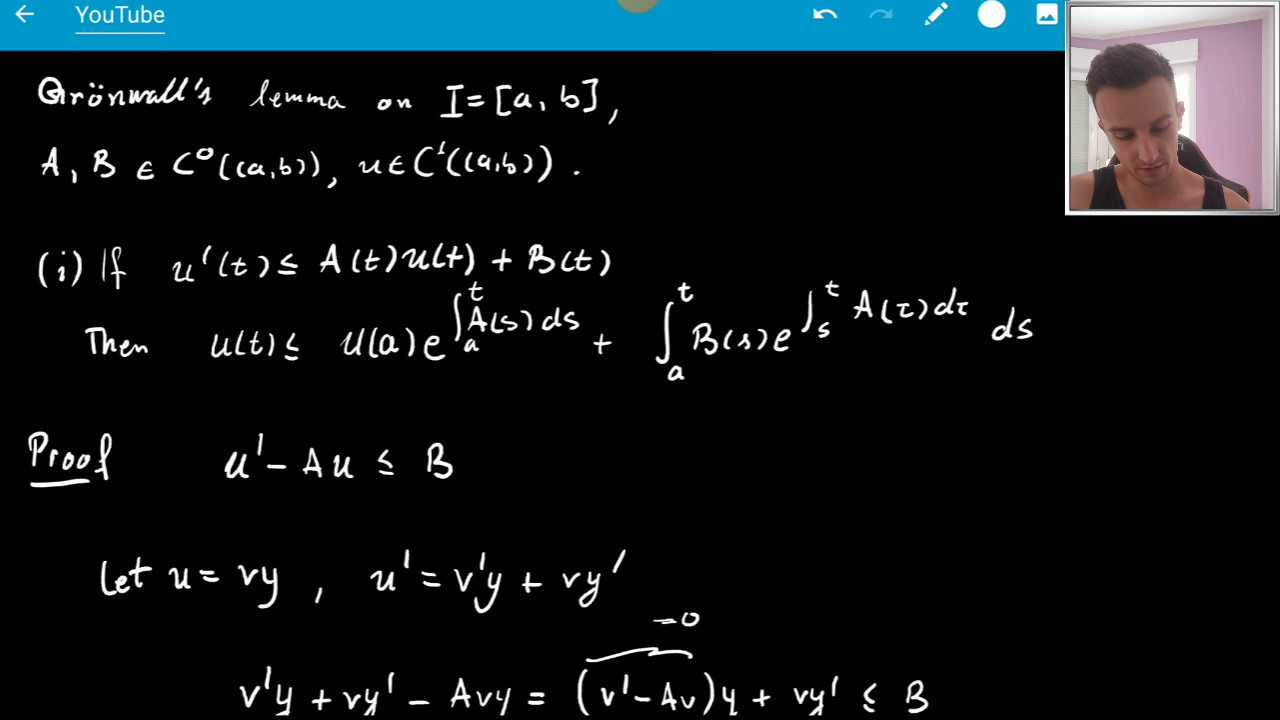 YouTube
Grönwall's lemma on I = [a, b],
A, B ∈ C⁰((a,b)), u ∈ C¹((a,b)).
(i) If u'(t) ≤ A(t)u(t) + B(t)
Then u(t) ≤ u(a)e^{∫_a^t A(s)ds} + ∫_a^t B(s)e^{∫_s^t A(τ)dτ} ds
Proof u' - Au ≤ B
Let u = vy , u' = v'y + vy'
=0
v'y + vy' - Avy = (v' - Av)y + vy' ≤ B